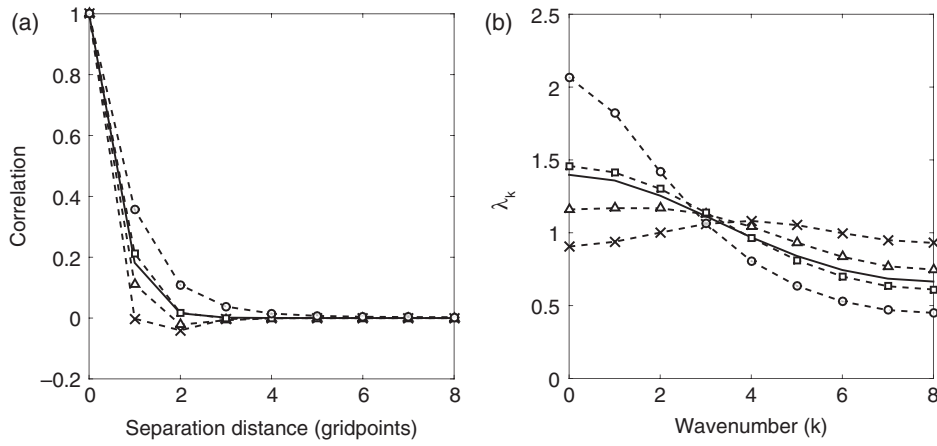 (a)
1
0.8
0.6
0.4
0.2
0
–0.2
Correlation
0 2 4 6 8
Separation distance (gridpoints)
(b)
2.5
2
1.5
1
0.5
0
λk
0 2 4 6 8
Wavenumber (k)